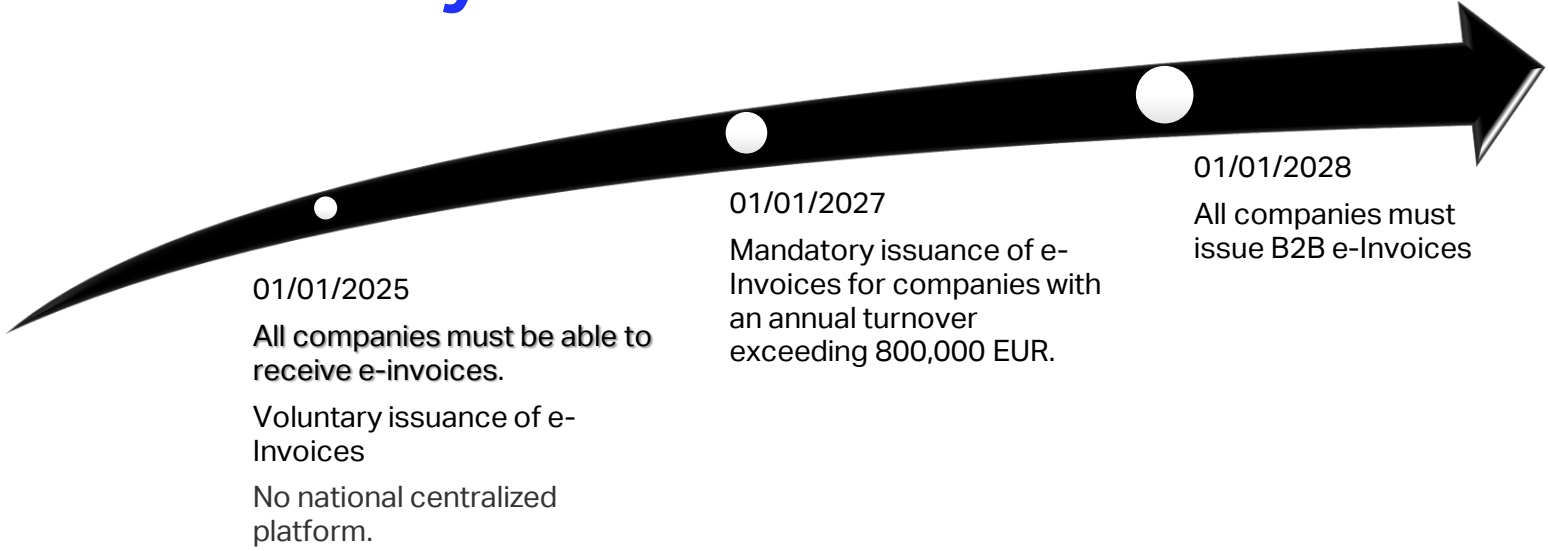 01/01/2025
All companies must be able to
receive e-invoices.
Voluntary issuance of e-
Invoices
No national centralized
platform.
01/01/2027
Mandatory issuance of e-
Invoices for companies with
an annual turnover
exceeding 800,000 EUR.
01/01/2028
All companies must
issue B2B e-Invoices